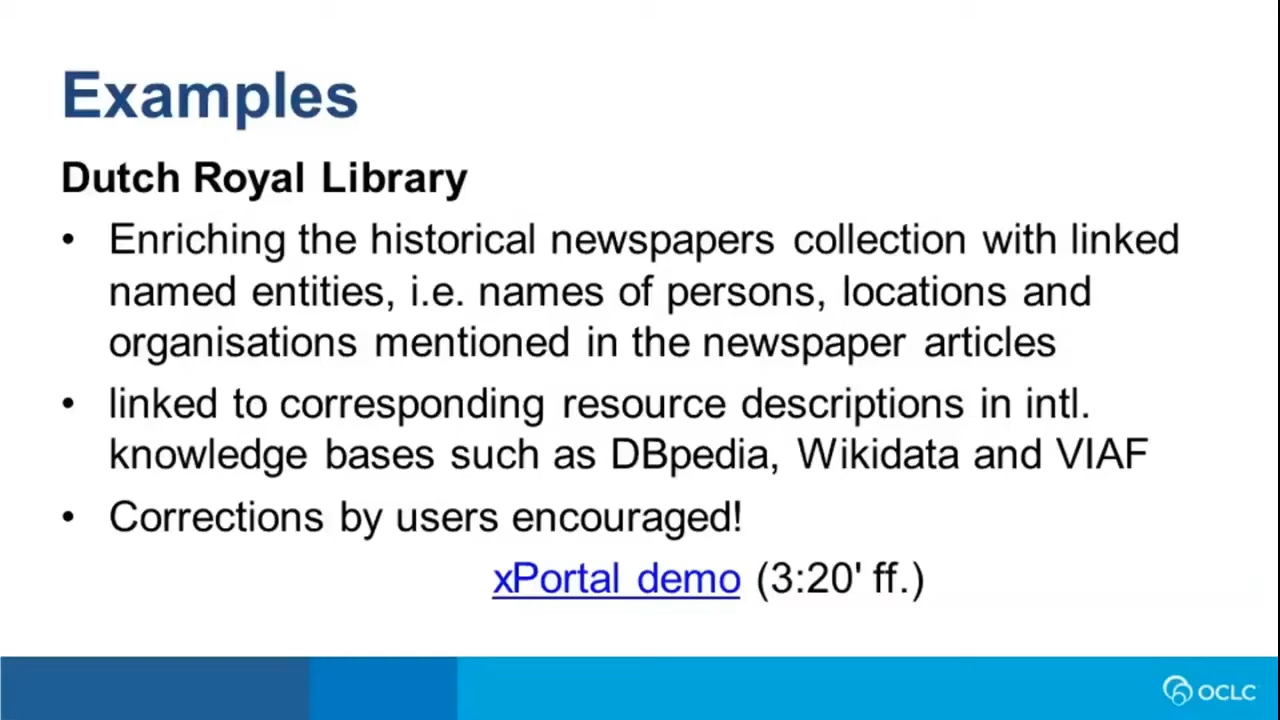 Examples
Dutch Royal Library
• Enriching the historical newspapers collection with linked
named entities, i.e. names of persons, locations and
organisations mentioned in the newspaper articles
• linked to corresponding resource descriptions in intl.
knowledge bases such as DBpedia, Wikidata and VIAF
• Corrections by users encouraged!
xPortal demo (3:20' ff.)
OCLC